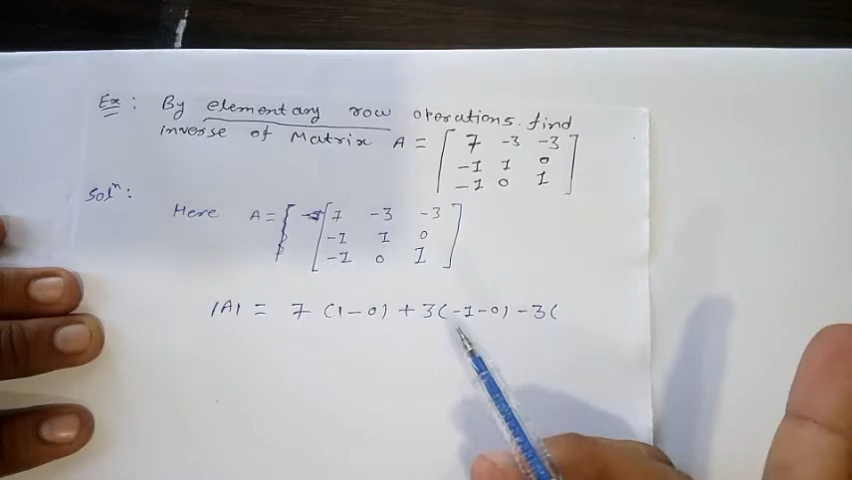 Ex : By elementary row operations. find
inverse of Matrix A = [ 7 -3 -3
-1 1 0
-1 0 1 ]
Solⁿ:
Here A = [ 7 -3 -3
-1 1 0
-1 0 1 ]
|A| = 7 (1-0) + 3(-1-0) -3(